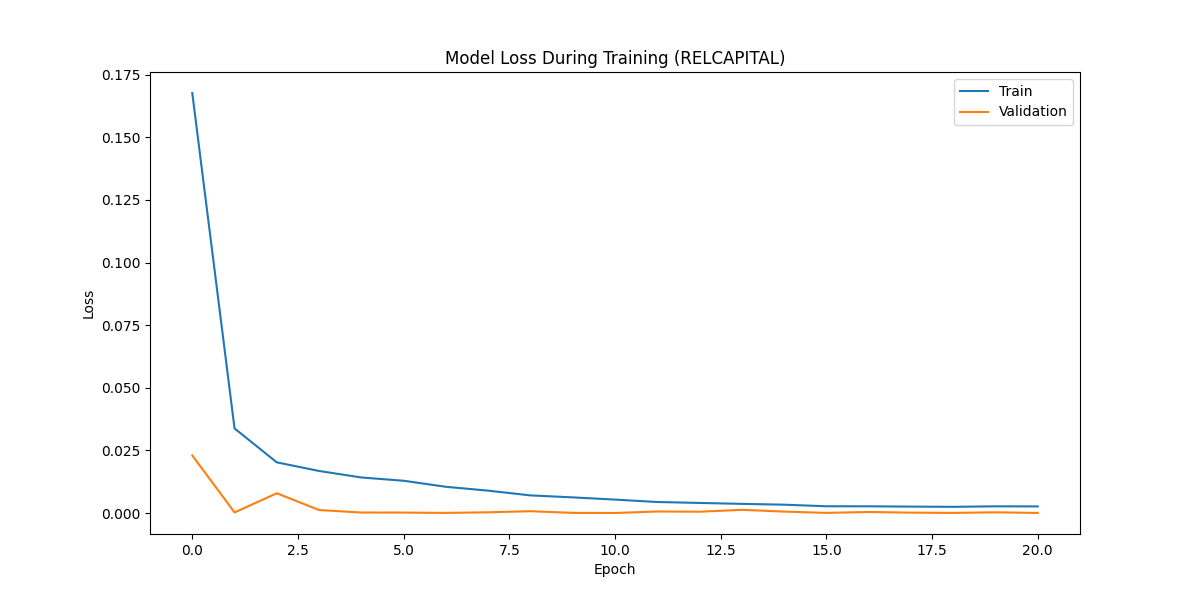 Model Loss During Training (RELCAPITAL)
Train
Validation
Loss
0.175
0.150
0.125
0.100
0.075
0.050
0.025
0.000
0.0 2.5 5.0 7.5 10.0 12.5 15.0 17.5 20.0
Epoch